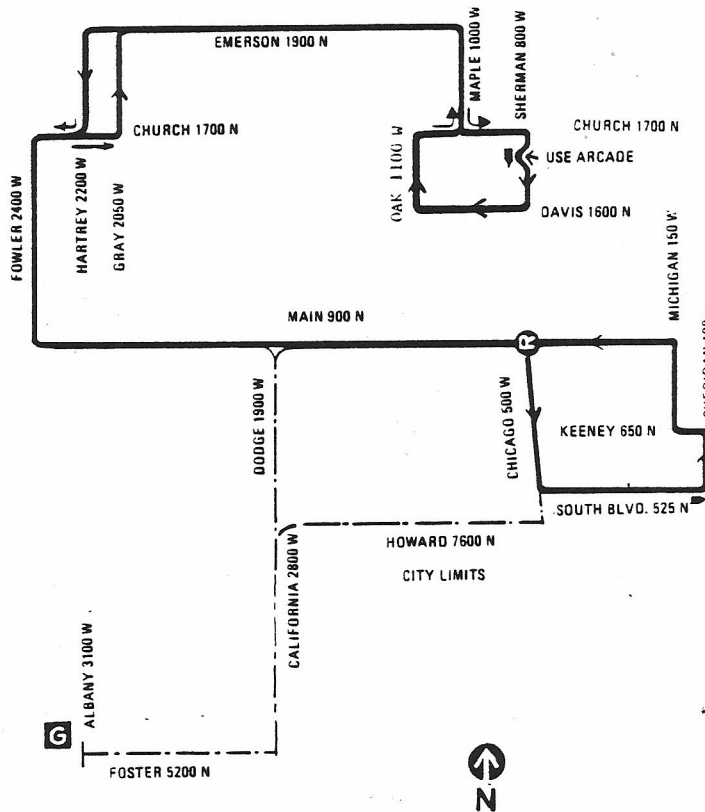 EMERSON 1900 N
MAPLE 1000 W
SHERMAN 800 W
CHURCH 1700 N
CHURCH 1700 N
OAK 1100 W
USE ARCADE
FOWLER 2400 W
HARTREY 2200 W
GRAY 2050 W
DAVIS 1600 N
MICHIGAN 150 W
MAIN 900 N
R
DODGE 1900 W
CHICAGO 500 W
KEENEY 650 N
SOUTH BLVD. 525 N
HOWARD 7600 N
CALIFORNIA 2800 W
CITY LIMITS
ALBANY 3100 W
G
FOSTER 5200 N
N